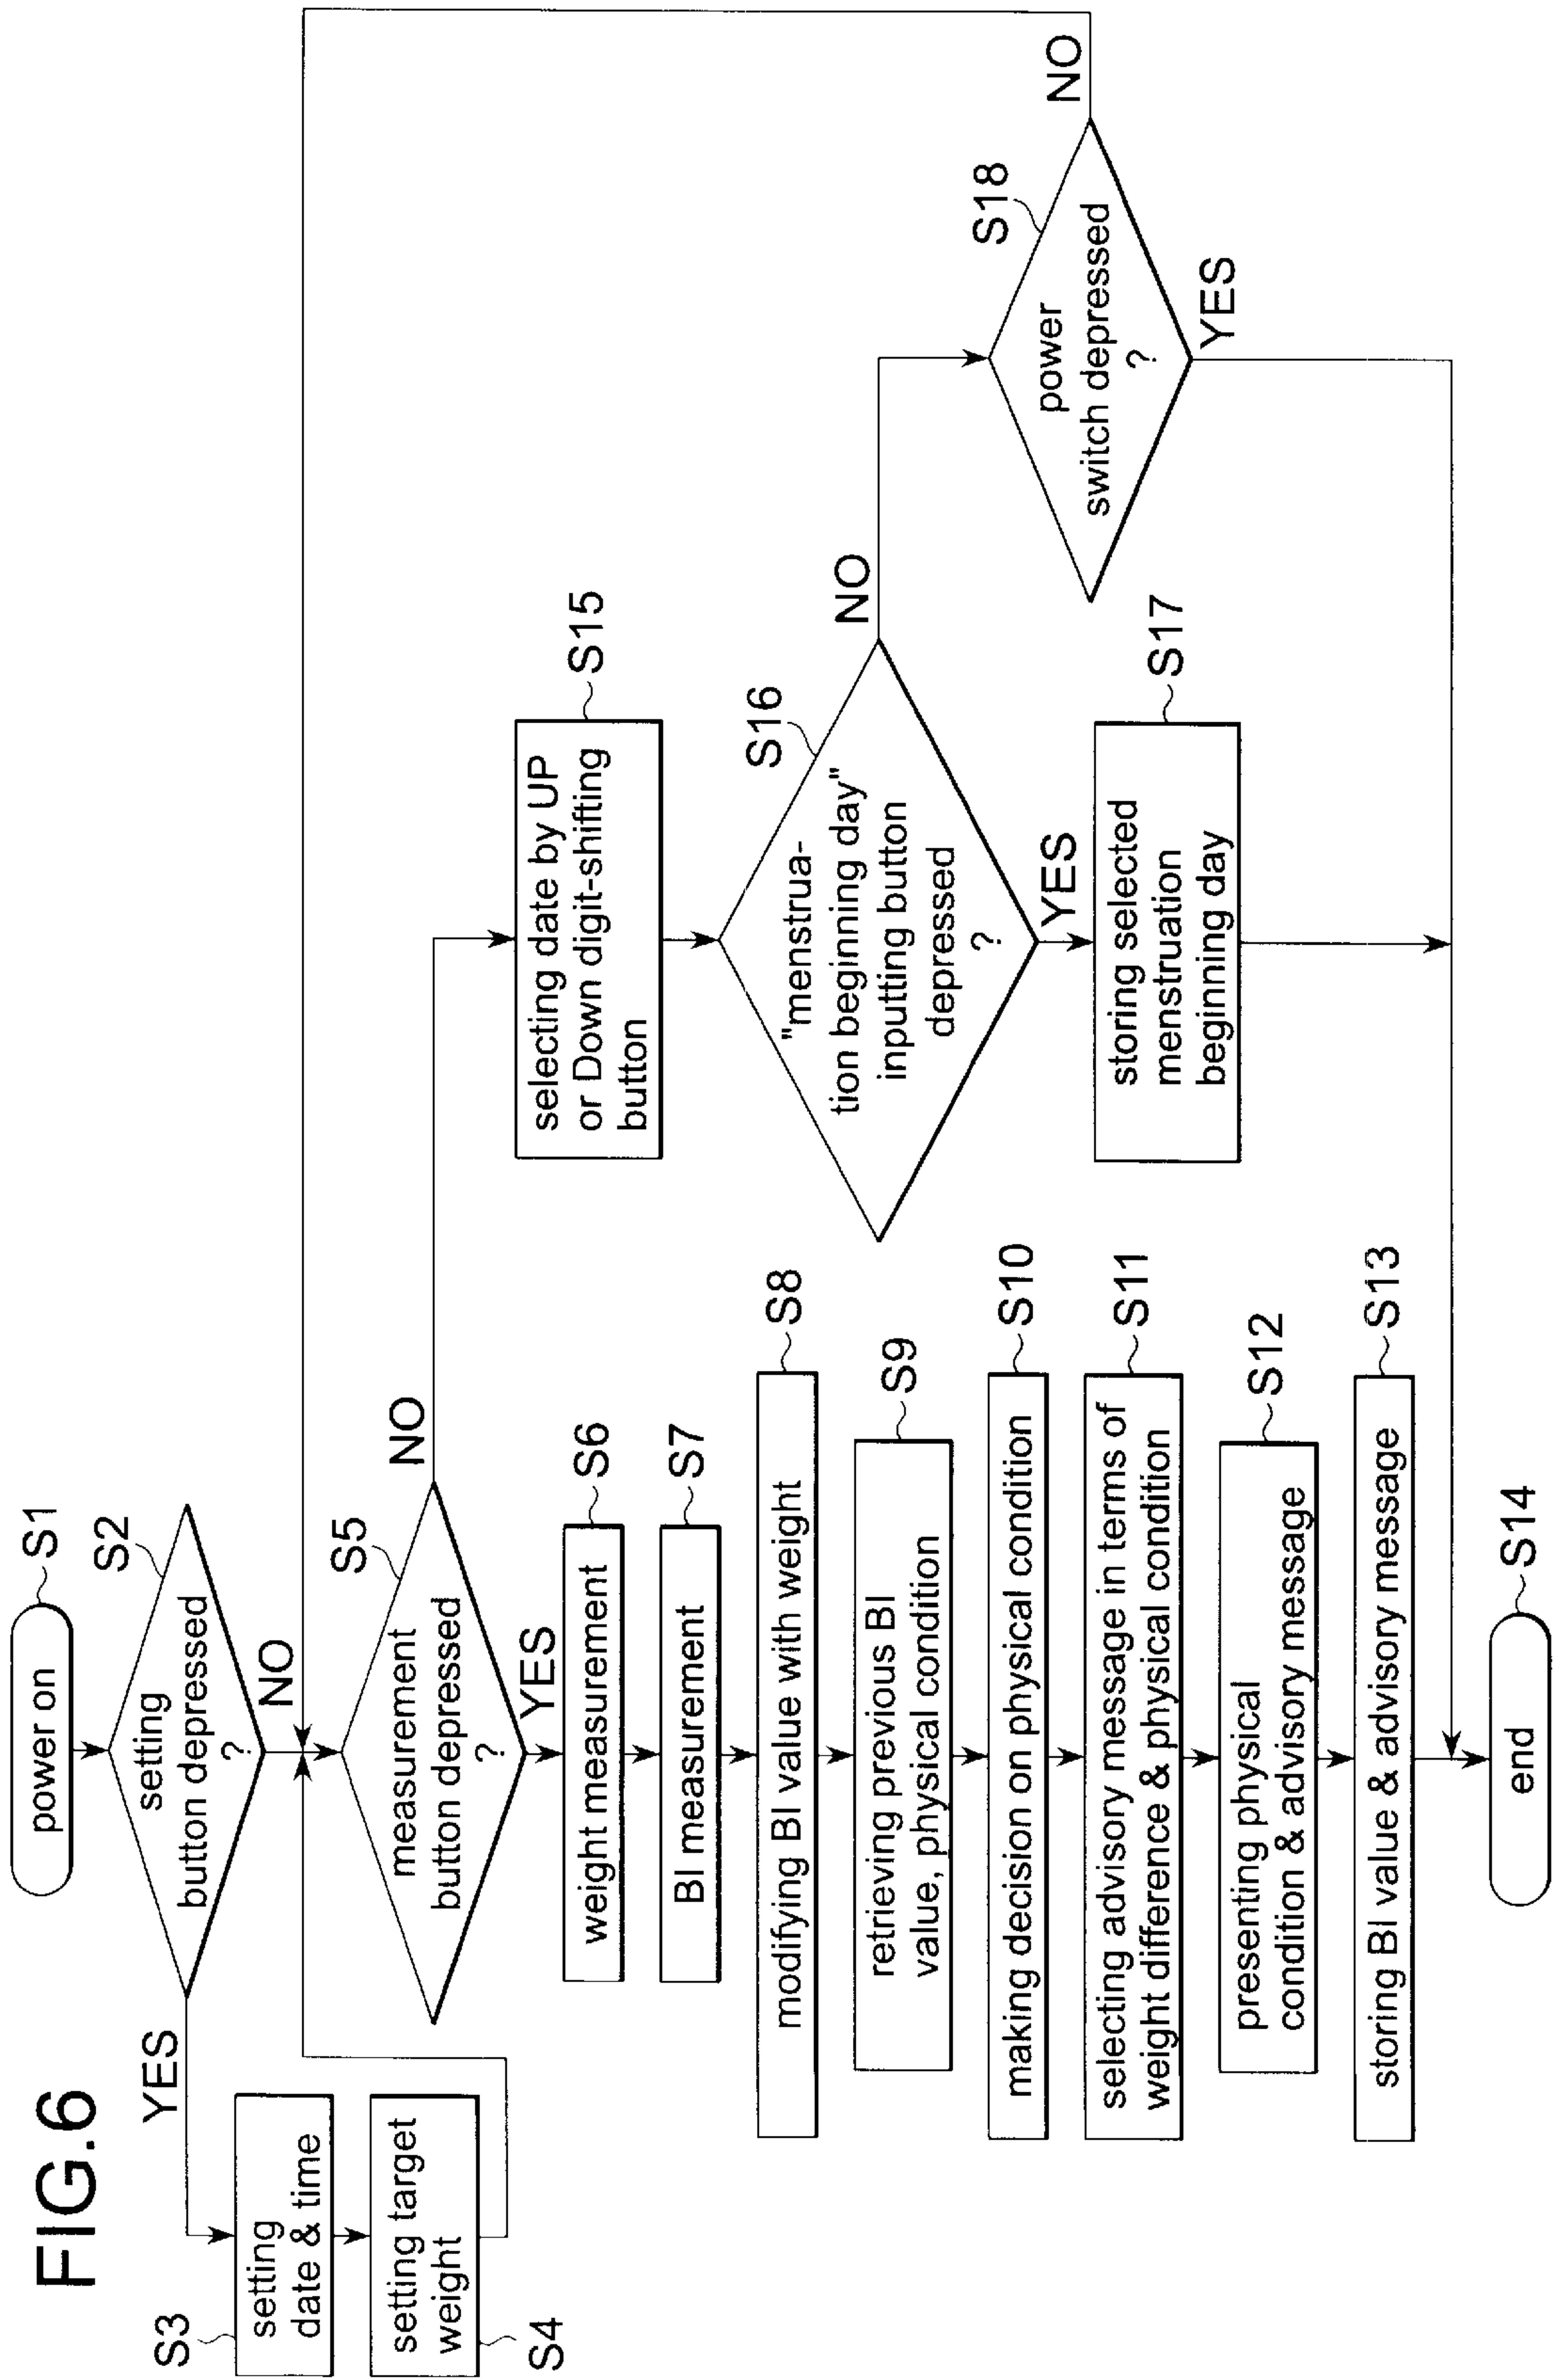 FIG.6
power on
S1
S2
setting
button depressed
?
YES
NO
S3
setting
date & time
S4
setting target
weight
S5
measurement
button depressed
?
NO
YES
S6
weight measurement
S7
BI measurement
S8
modifying BI value with weight
S9
retrieving previous BI
value, physical condition
S10
making decision on physical condition
S11
selecting advisory message in terms of
weight difference & physical condition
S12
presenting physical
condition & advisory message
S13
storing BI value & advisory message
S14
end
S15
selecting date by UP
or Down digit-shifting
button
S16
"menstrua-
tion beginning day"
inputting button
depressed
?
NO
YES
S17
storing selected
menstruation
beginning day
S18
power
switch depressed
?
NO
YES